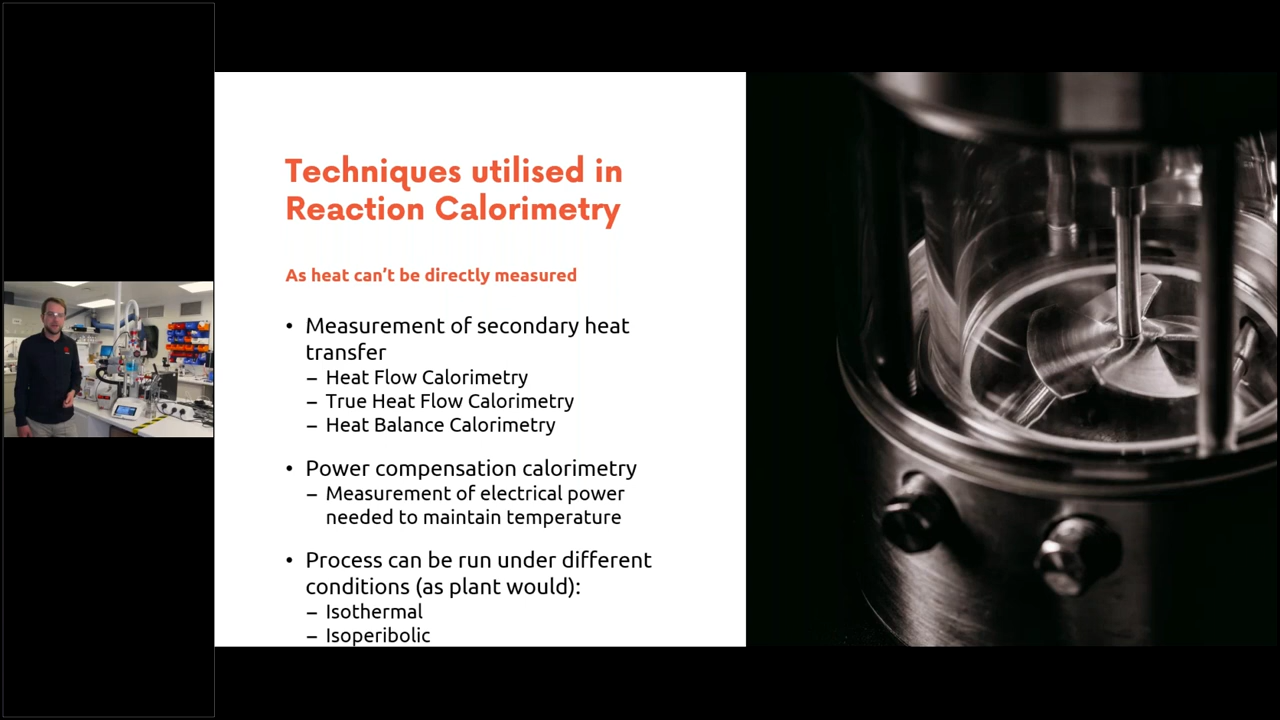 Techniques utilised in
Reaction Calorimetry
As heat can’t be directly measured
• Measurement of secondary heat
transfer
– Heat Flow Calorimetry
– True Heat Flow Calorimetry
– Heat Balance Calorimetry
• Power compensation calorimetry
– Measurement of electrical power
needed to maintain temperature
• Process can be run under different
conditions (as plant would):
– Isothermal
– Isoperibolic